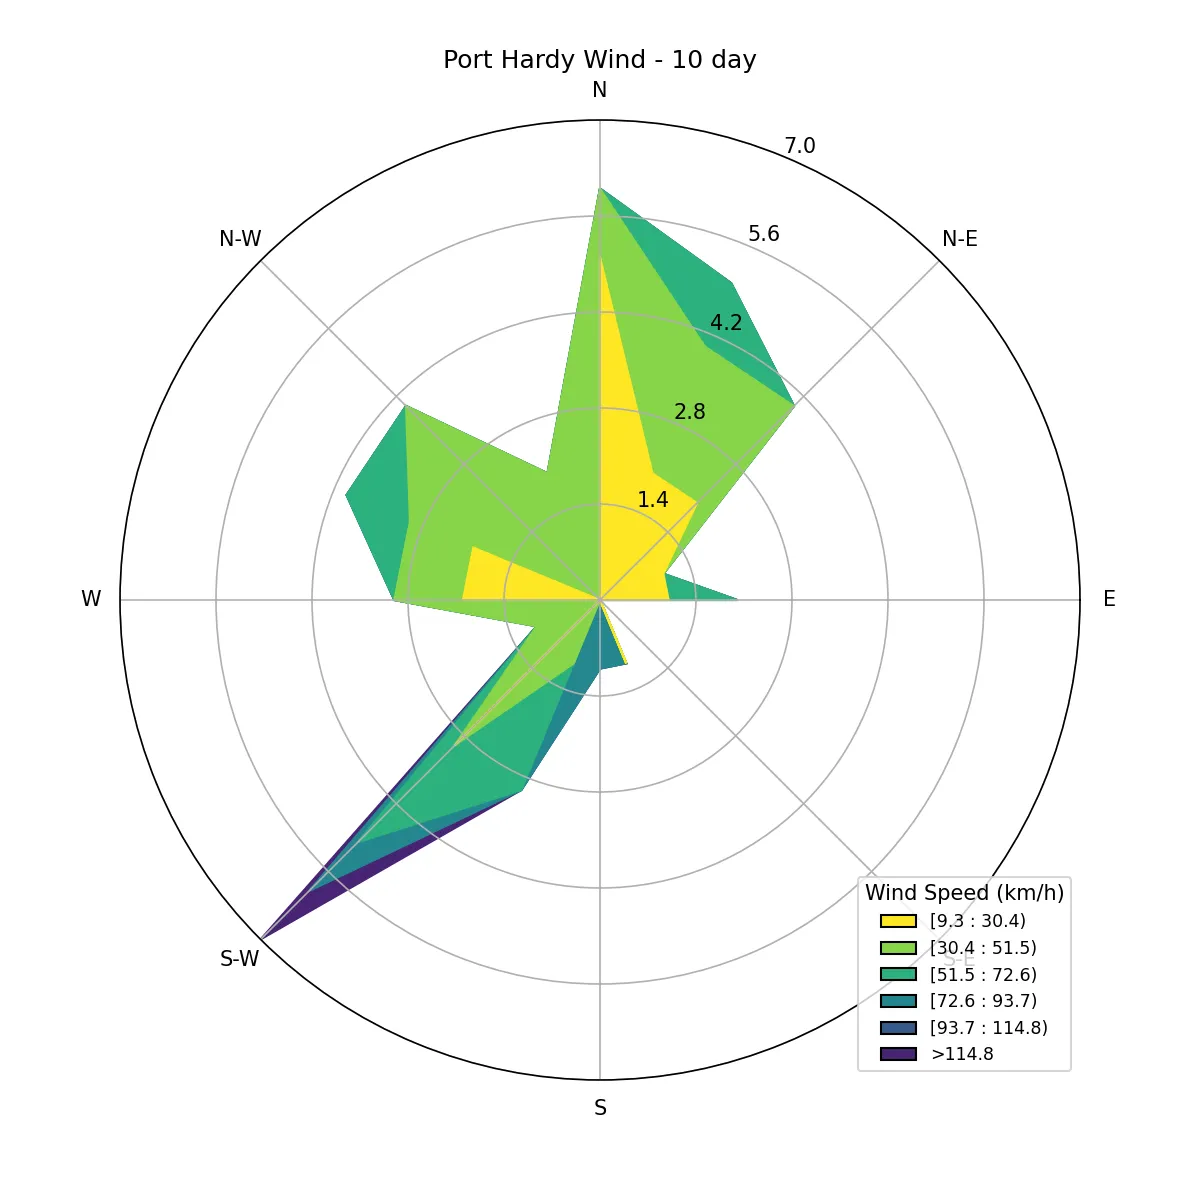 Port Hardy Wind - 10 day
N
7.0
N-W
N-E
5.6
4.2
2.8
1.4
W
E
Wind Speed (km/h)
[9.3 : 30.4)
[30.4 : 51.5)
S-W
S-E
[51.5 : 72.6)
[72.6 : 93.7)
[93.7 : 114.8)
>114.8
S